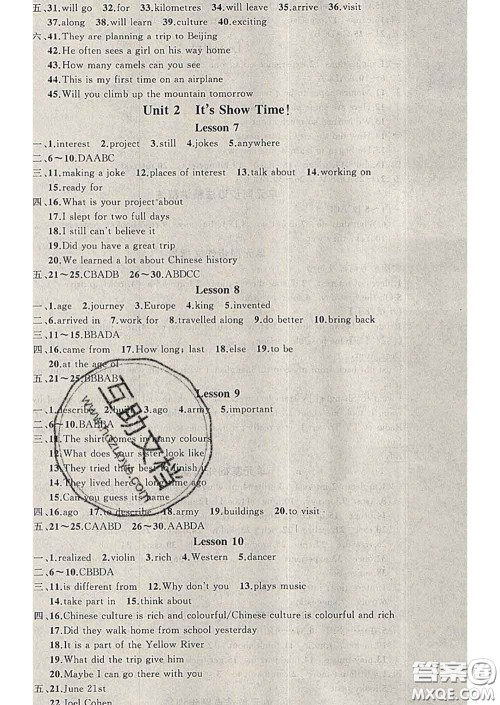 五、31.will go  32.for  33.kilometres  34.will leave  35.arrive  36.visit
37.along  38.will learn  39.culture  40.exciting
六、41.They are planning a trip to Beijing
42.He often sees a girl on his way home
43.How many camels can you see
44.This is my first time on an airplane
45.Will you climb up the mountain tomorrow
Unit 2  It's Show Time!
Lesson 7
一、1.interest  2.project  3.still  4.jokes  5.anywhere
二、6～10.DAABC
三、11.making a joke  12.places of interest  13.talk about  14.working on
15.ready for
四、16.What is your project about
17.I slept for two full days
18.I still can't believe it
19.Did you have a great trip
20.We learned a lot about Chinese history
五、21～25.CBADB  26～30.ABDCC
Lesson 8
一、1.age  2.journey  3.Europe  4.king  5.invented
二、6.arrived in  7.work for  8.travelled along  9.do better  10.bring back
三、11～15.BBADA
四、16.came from  17.How long; last  18.else  19.to be
20.at the age of
五、21～25.BBBAB
Lesson 9
一、1.describe  3.ago  4.army  5.important
二、6～10.
三、11.The shirt comes in many colours
12.What does your sister look like
13.They tried their best to finish it
14.They lived here a long time ago
15.Can you guess its name
四、16.ago  17.to describe  18.army  19.buildings  20.to visit
五、21～25.CAABD  26～30.AABDA
Lesson 10
一、1.realized  2.violin  3.rich  4.Western  5.dancer
二、6～10.CBBDA
三、11.is different from  12.Why don't you  13.plays music
14.take part in  15.think about
四、16.Chinese culture is rich and colourful/Chinese culture is colourful and rich
17.Did they walk home from school yesterday
18.It is a part of the Yellow River
19.What did the trip give him
20.Maybe I can go there with you
五、21.June 21st
22.Joel Cohen
互助文档
www.hozuowe.com
答案圈
MXQE.COM